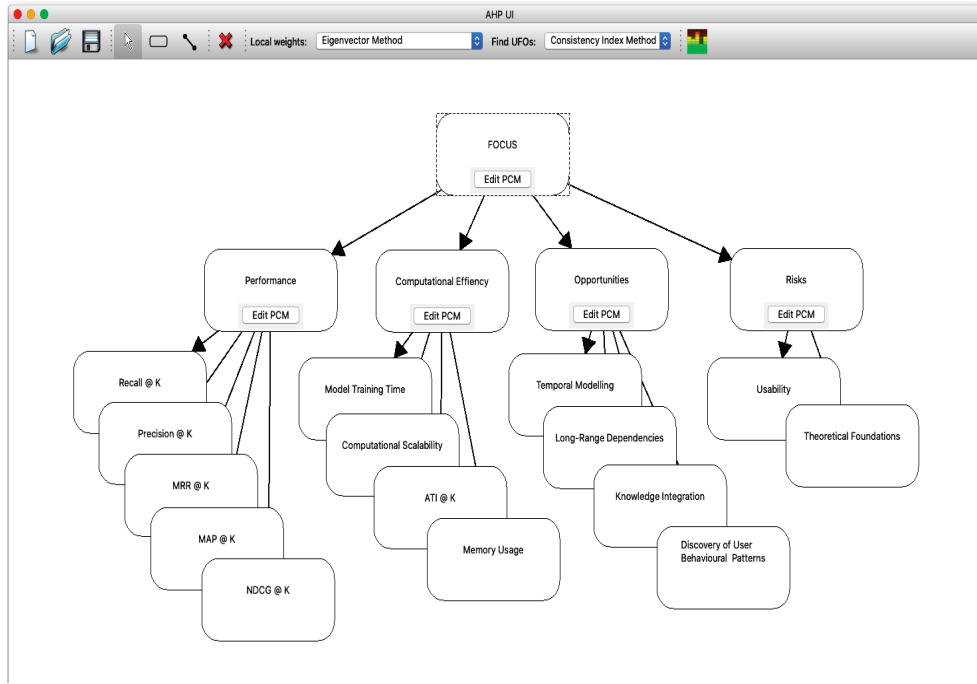 AHP UI
Local weights: Eigenvector Method Find UFOs: Consistency Index Method
FOCUS
Edit PCM
Performance
Edit PCM
Computational Effiency
Edit PCM
Opportunities
Edit PCM
Risks
Edit PCM
Recall @ K
Precision @ K
MRR @ K
MAP @ K
NDCG @ K
Model Training Time
Computational Scalability
ATI @ K
Memory Usage
Temporal Modelling
Long-Range Dependencies
Knowledge Integration
Discovery of User
Behavioural Patterns
Usability
Theoretical Foundations